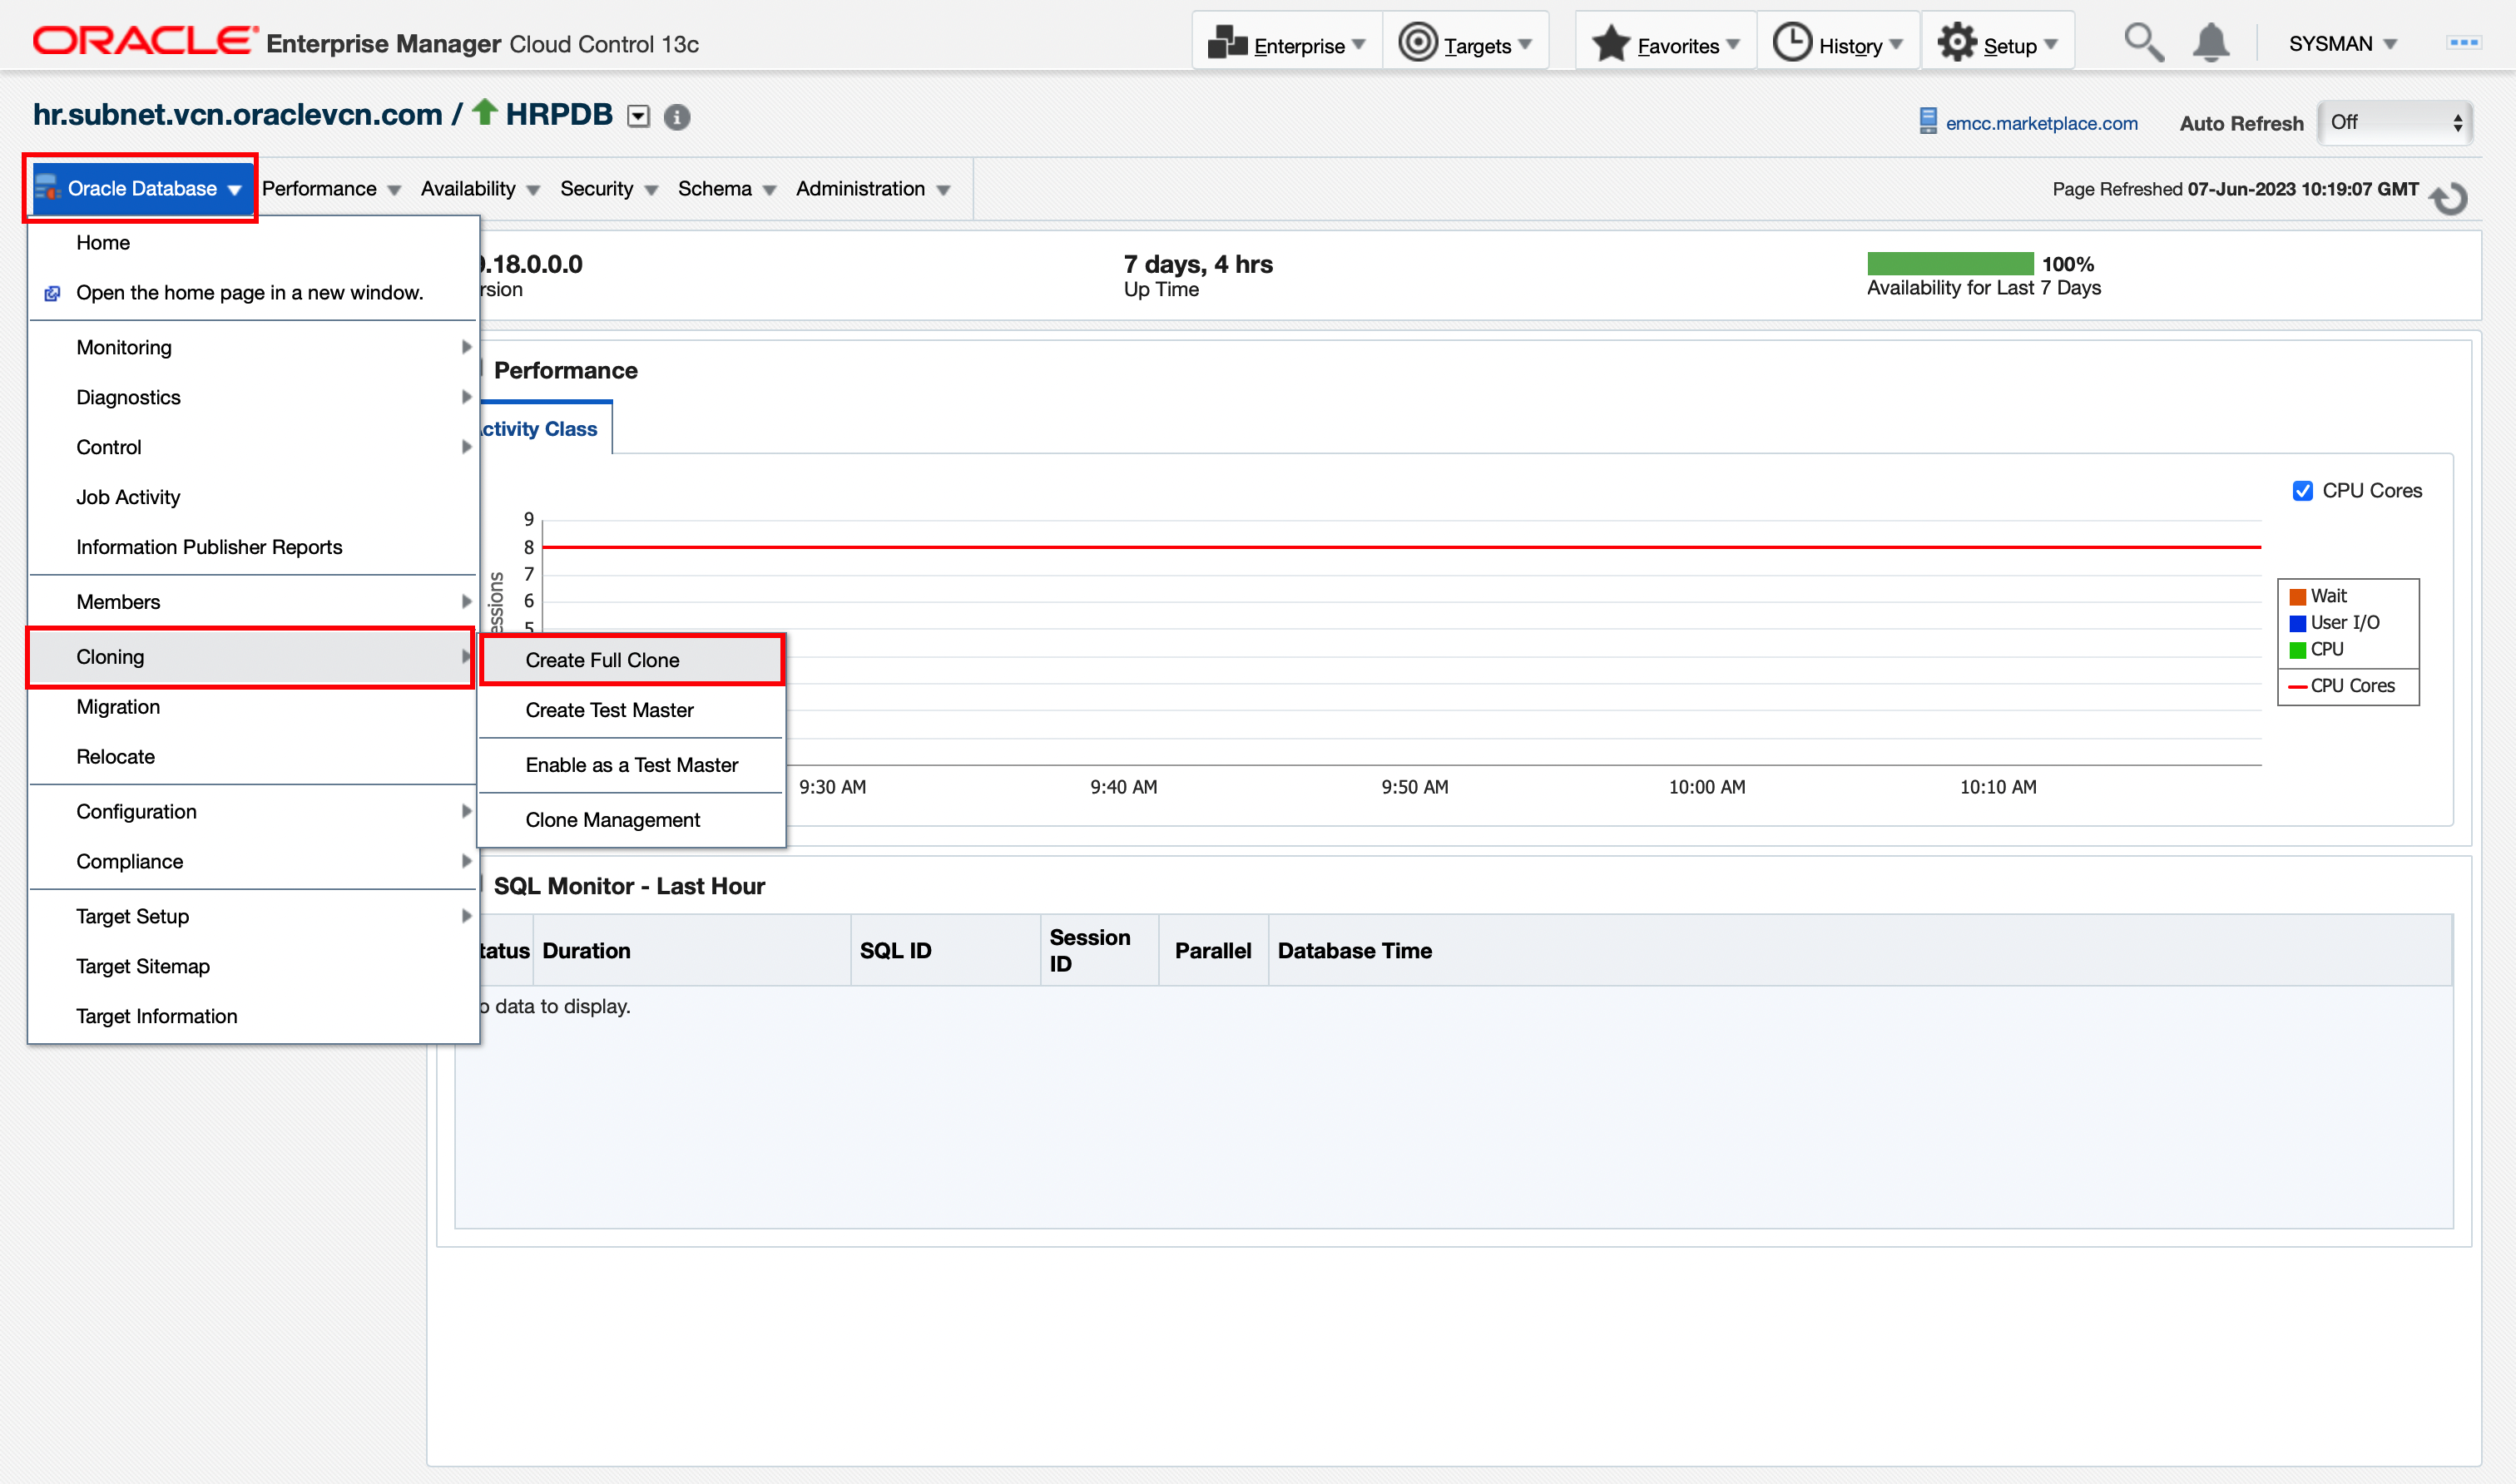 ORACLE® Enterprise Manager Cloud Control 13c
Enterprise
Targets
Favorites
History
Setup
SYSMAN
hr.subnet.vcn.oraclevcn.com / HRPDB
emcc.marketplace.com
Auto Refresh
Off
Oracle Database
Performance
Availability
Security
Schema
Administration
Page Refreshed 07-Jun-2023 10:19:07 GMT
Home
Open the home page in a new window.
Monitoring
Diagnostics
Control
Job Activity
Information Publisher Reports
Members
Cloning
Migration
Relocate
Configuration
Compliance
Target Setup
Target Sitemap
Target Information
Create Full Clone
Create Test Master
Enable as a Test Master
Clone Management
.18.0.0.0
rsion
7 days, 4 hrs
Up Time
100%
Availability for Last 7 Days
Performance
ctivity Class
CPU Cores
9
8
7
6
5
essions
9:30 AM
9:40 AM
9:50 AM
10:00 AM
10:10 AM
Wait
User I/O
CPU
CPU Cores
SQL Monitor - Last Hour
tatus
Duration
SQL ID
Session
ID
Parallel
Database Time
o data to display.